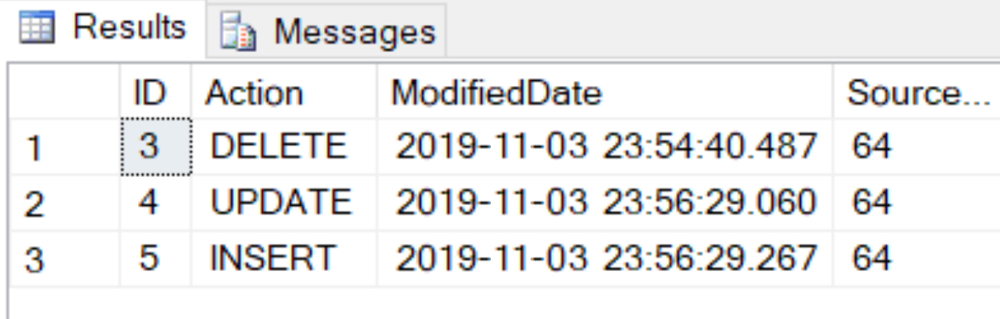 Results Messages
ID Action ModifiedDate Source...
1 3 DELETE 2019-11-03 23:54:40.487 64
2 4 UPDATE 2019-11-03 23:56:29.060 64
3 5 INSERT 2019-11-03 23:56:29.267 64